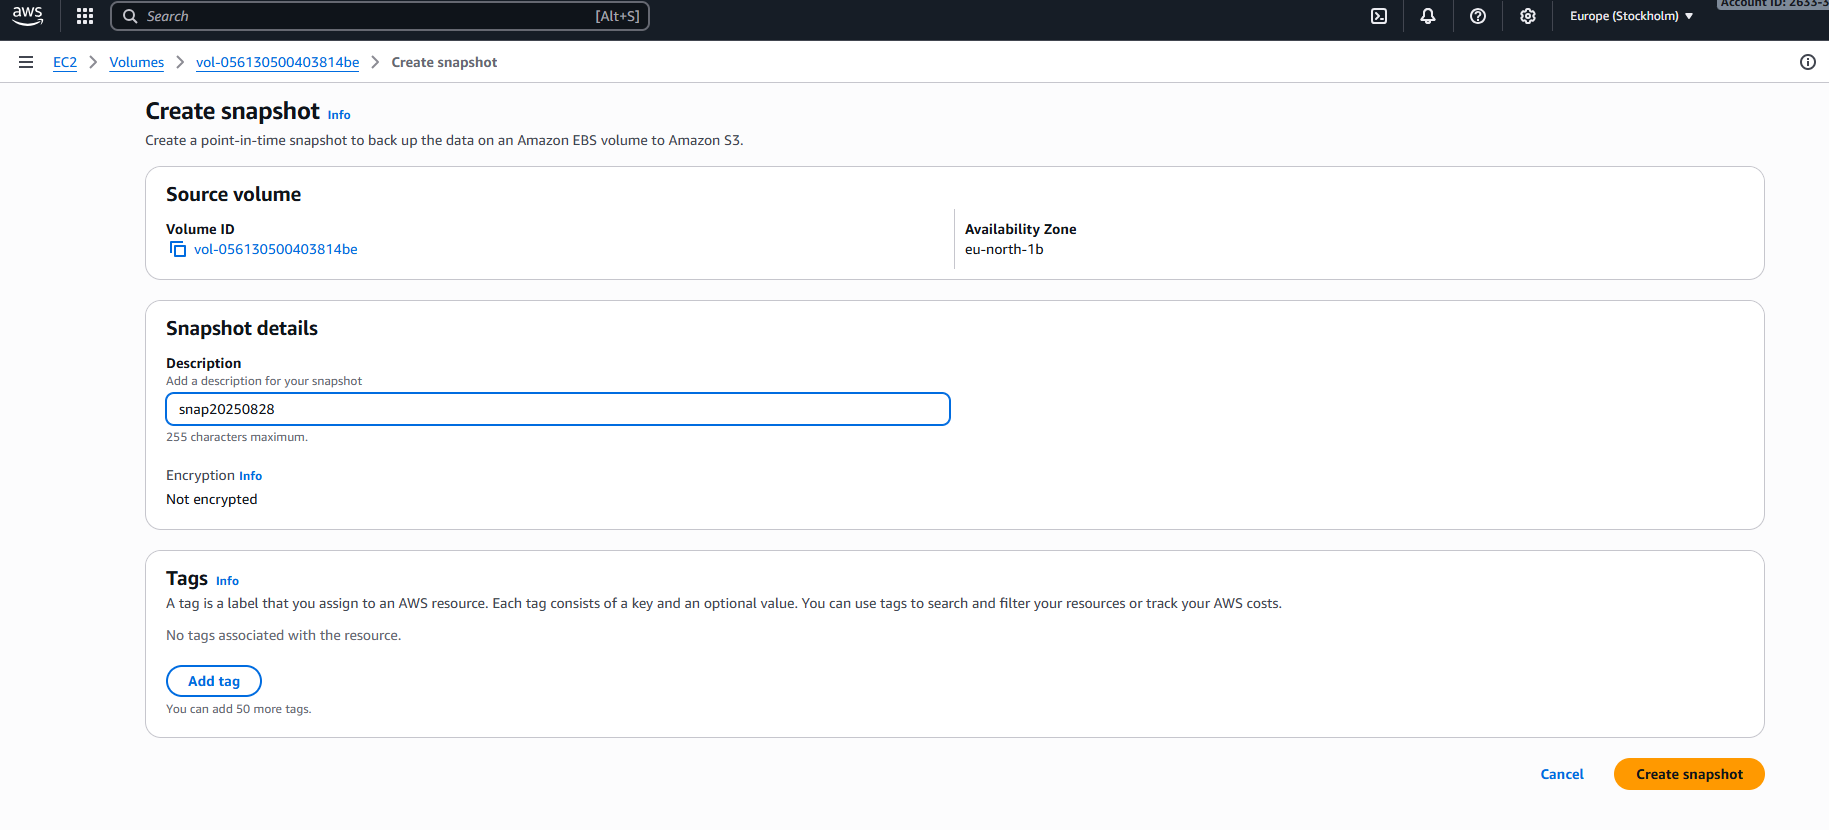 aws
Search [Alt+S]
Europe (Stockholm)
Account ID: 2633-3
EC2 Volumes vol-056130500403814be Create snapshot
Create snapshot Info
Create a point-in-time snapshot to back up the data on an Amazon EBS volume to Amazon S3.
Source volume
Volume ID
vol-056130500403814be
Availability Zone
eu-north-1b
Snapshot details
Description
Add a description for your snapshot
snap20250828
255 characters maximum.
Encryption Info
Not encrypted
Tags Info
A tag is a label that you assign to an AWS resource. Each tag consists of a key and an optional value. You can use tags to search and filter your resources or track your AWS costs.
No tags associated with the resource.
Add tag
You can add 50 more tags.
Cancel Create snapshot